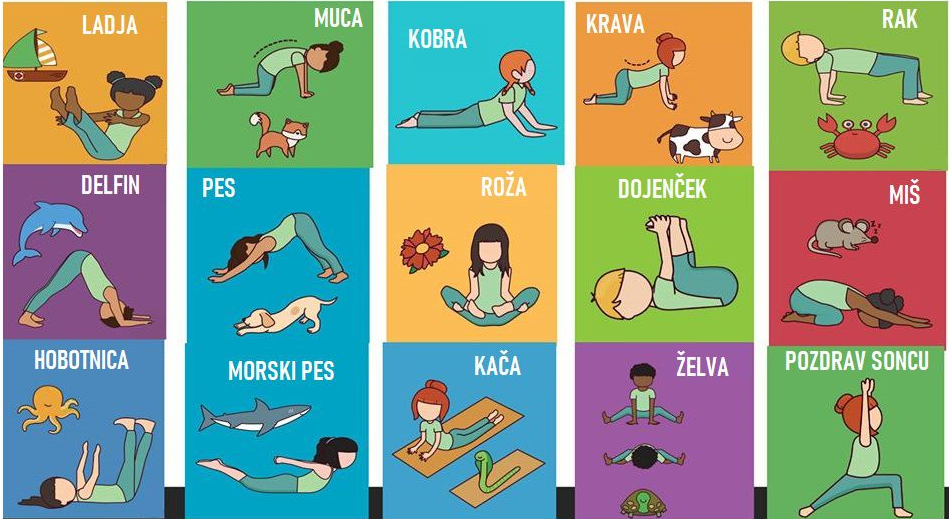 LADJA
MUCA
KOBRA
KRAVA
RAK
DELFIN
PES
ROŽA
DOJENČEK
MIŠ
z z z
HOBOTNICA
MORSKI PES
KAČA
ŽELVA
POZDRAV SONCU